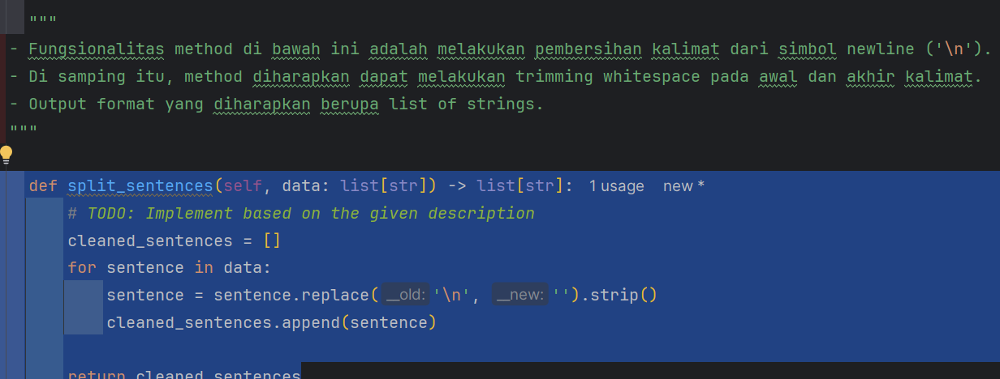 """
- Fungsionalitas method di bawah ini adalah melakukan pembersihan kalimat dari simbol newline ('\n').
- Di samping itu, method diharapkan dapat melakukan trimming whitespace pada awal dan akhir kalimat.
- Output format yang diharapkan berupa list of strings.
"""
def split_sentences(self, data: list[str]) -> list[str]: 1 usage new *
# TODO: Implement based on the given description
cleaned_sentences = []
for sentence in data:
sentence = sentence.replace(__old: '\n', __new: '').strip()
cleaned_sentences.append(sentence)
return cleaned_sentences